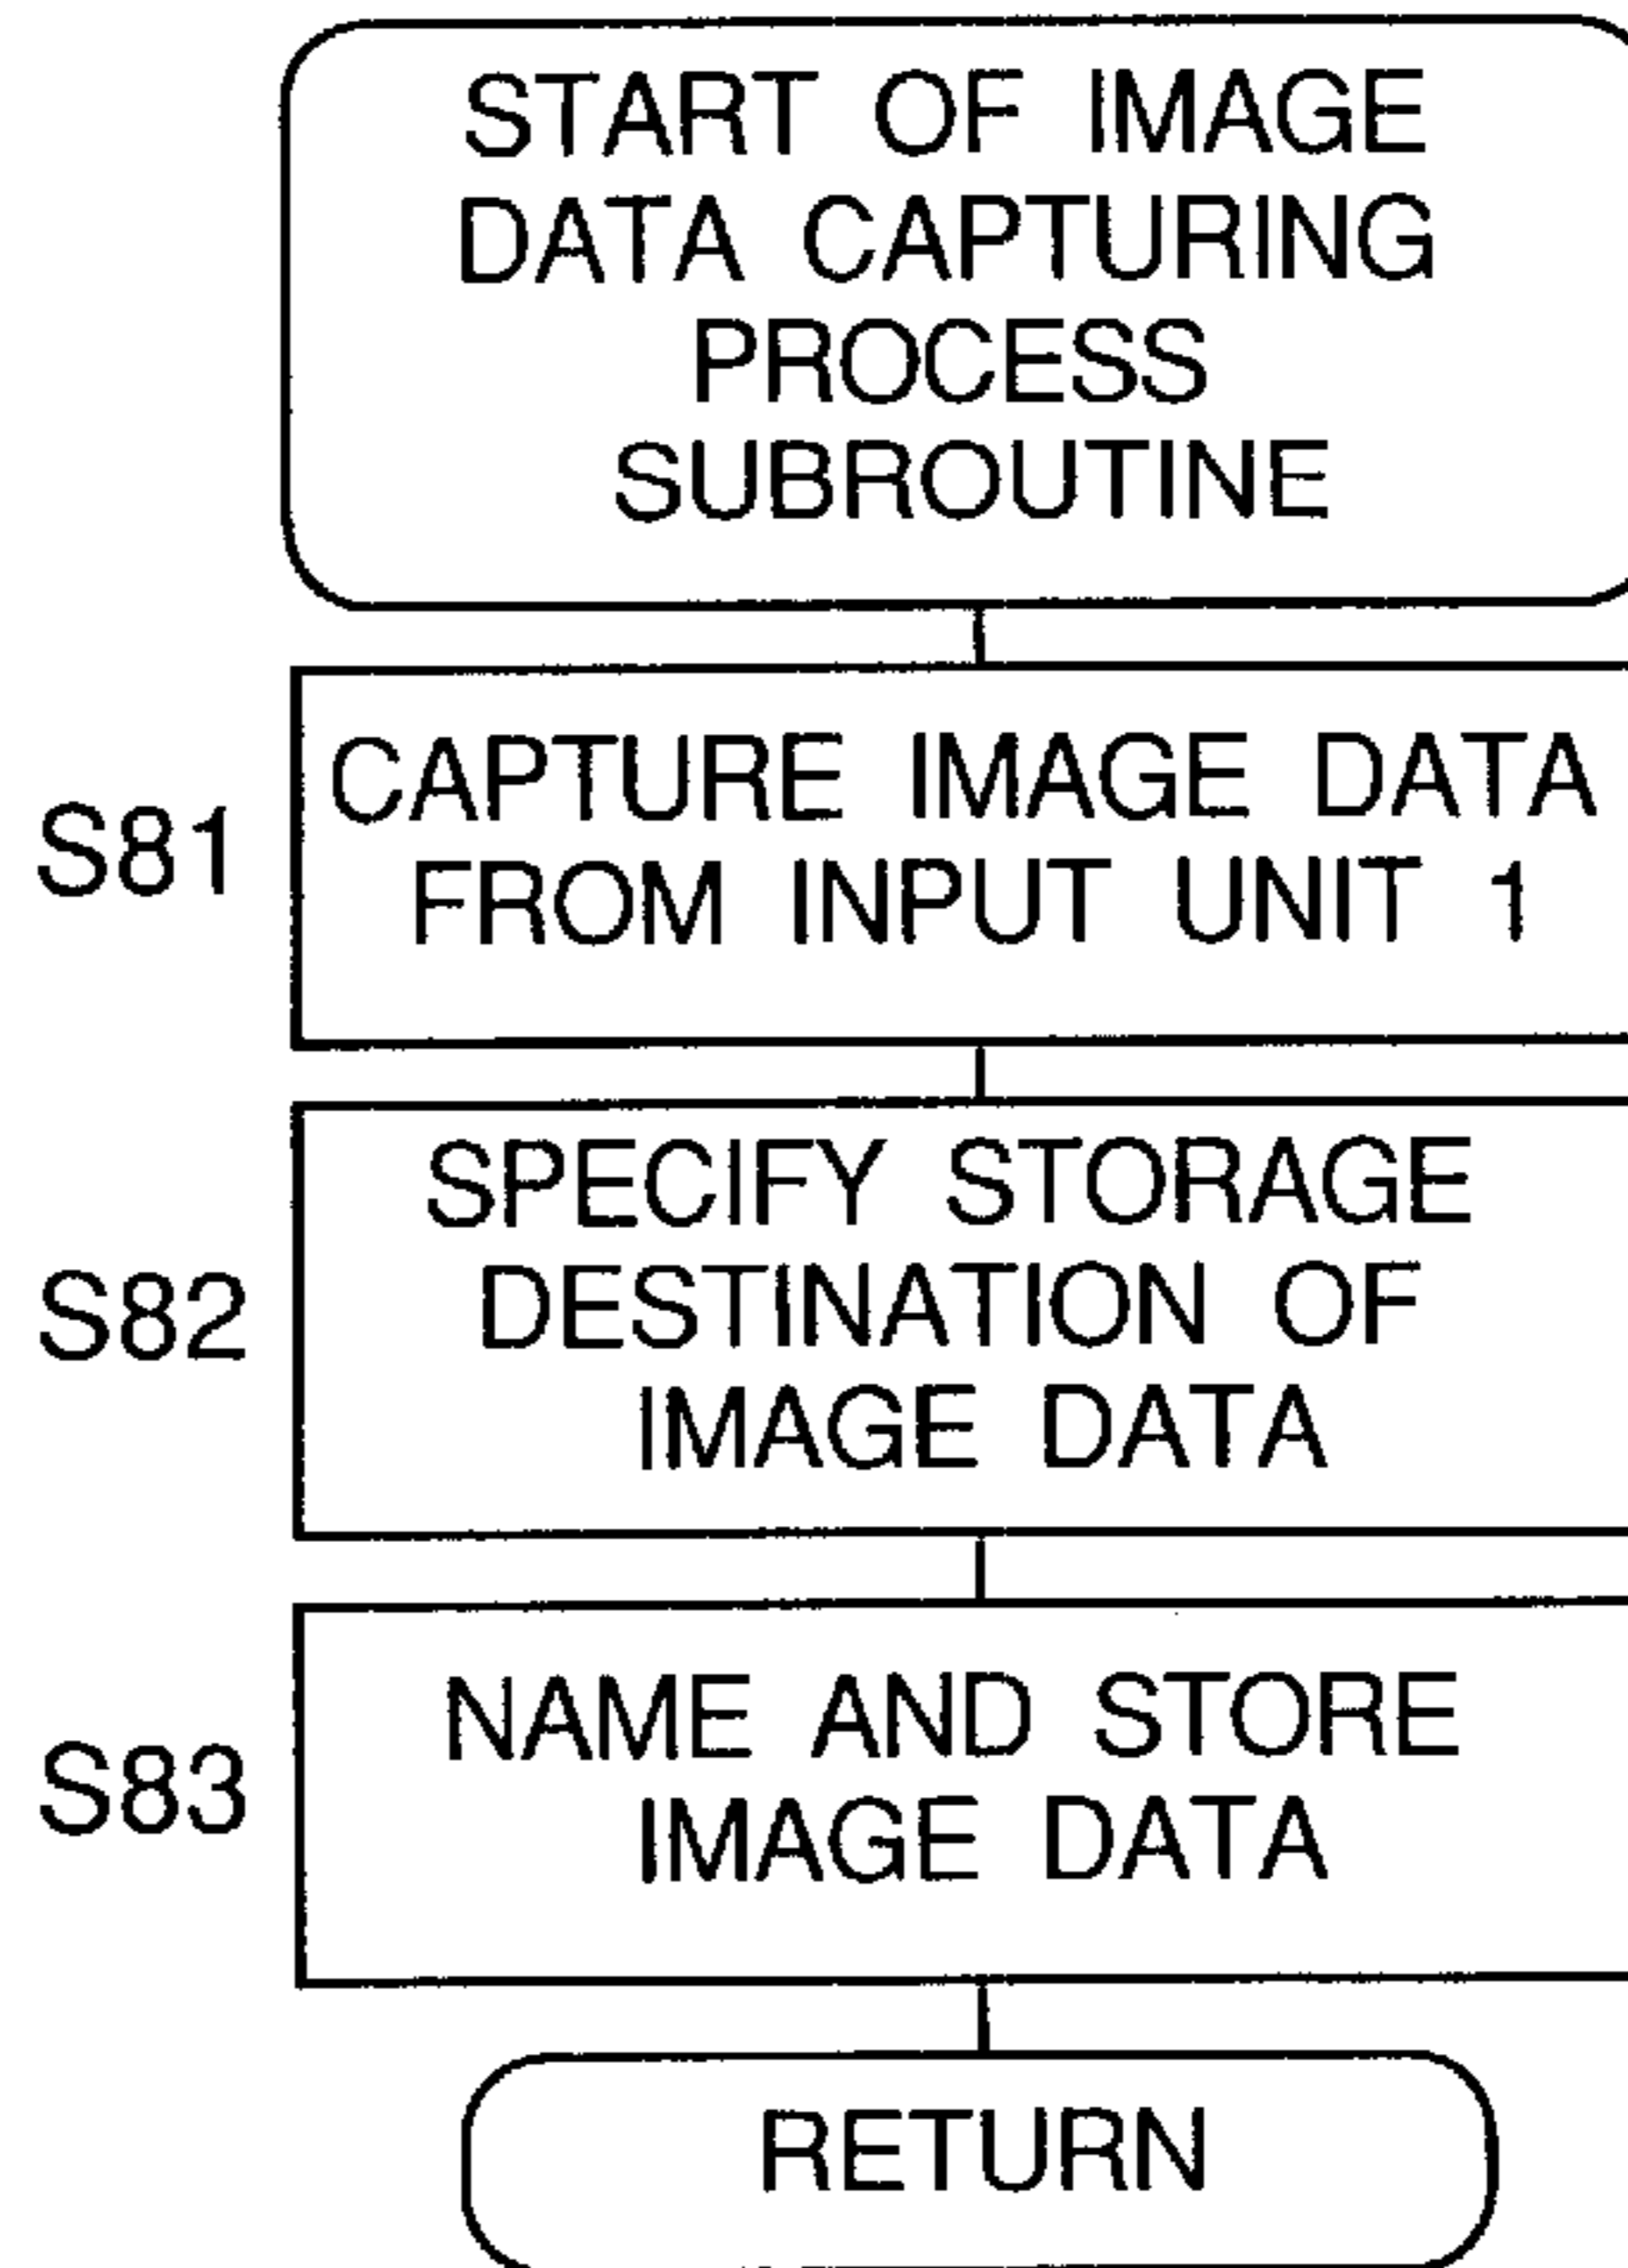 START OF IMAGE
DATA CAPTURING
PROCESS
SUBROUTINE
S81
CAPTURE IMAGE DATA
FROM INPUT UNIT 1
S82
SPECIFY STORAGE
DESTINATION OF
IMAGE DATA
S83
NAME AND STORE
IMAGE DATA
RETURN